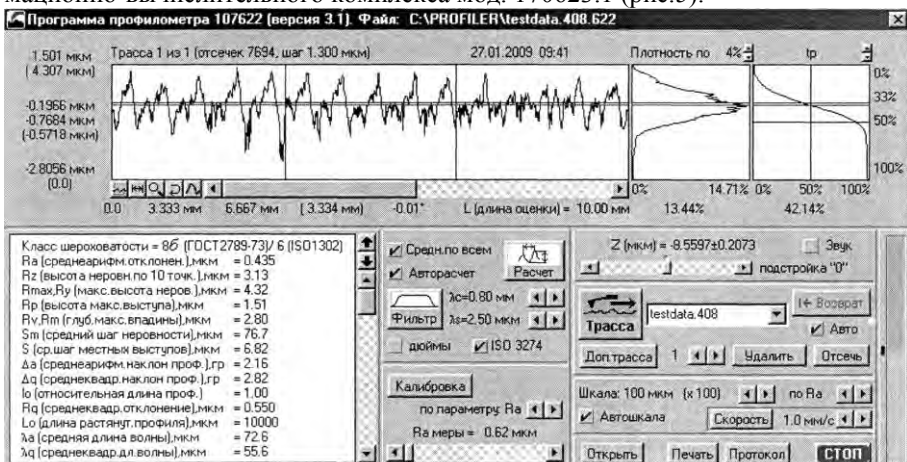 мационно-вычислител. комплекса мод. 170623.1 (рис.5).
Программа профилометра 107622 (версия 3.1). Файл: C:\PROFILER\testdata.408.622
1.501 мкм Трасса 1 из 1 (отсечек 7694, шаг 1.300 мкм) 27.01.2009 09:41 Плотность по 4% tp
( 4.307 мкм)
0%
-0.1966 мкм 33%
-0.7684 мкм 50%
(-0.5718 мкм)
-2.8056 мкм 100%
(0.0)
0% 14.71% 0% 50% 100%
0.0 3.333 мм 6.667 мм ( 3.334 мм) -0.01° L (длина оценки) = 10.00 мм 13.44% 42.14%
Класс шероховатости = 8б (ГОСТ2789-73)/ 6 (ISO1302)
Ra (среднеарифм.отклонен.),мкм = 0.435
Rz (высота неровн.по 10 точк.),мкм = 3.13
Rmax,Ry (макс.высота неров.),мкм = 4.32
Rp (высота макс.выступа),мкм = 1.51
Rv,Rm (глуб.макс.впадины),мкм = 2.80
Sm (средний шаг неровности),мкм = 76.7
S (ср.шаг местных выступов),мкм = 6.82
Δa (среднеарифм.наклон проф.),гр = 2.16
Δq (среднеквадр.наклон проф.),гр = 2.82
lo (относительная длина проф.) = 1.00
Rq (среднеквадр.отклонение),мкм = 0.550
Lo (длина растянут.профиля),мкм = 10000
λa (средняя длина волны),мкм = 72.6
λq (среднеквадр.дл.волны),мкм = 55.6
Средн.по всем
Авторасчет Расчет
λc=0.80 мм
Фильтр λs=2.50 мкм
дюймы ISO 3274
Калибровка
по параметру: Ra
Ra меры = 0.62 мкм
Z (мкм) = -8.5597±0.2073 Звук
подстройка "0"
Трасса testdata.408 Возврат
Авто
Доп.трасса 1 Удалить Отсечь
Шкала: 100 мкм (x 100) по Ra
Автошкала Скорость 1.0 мм/с
Открыть Печать Протокол СТОП